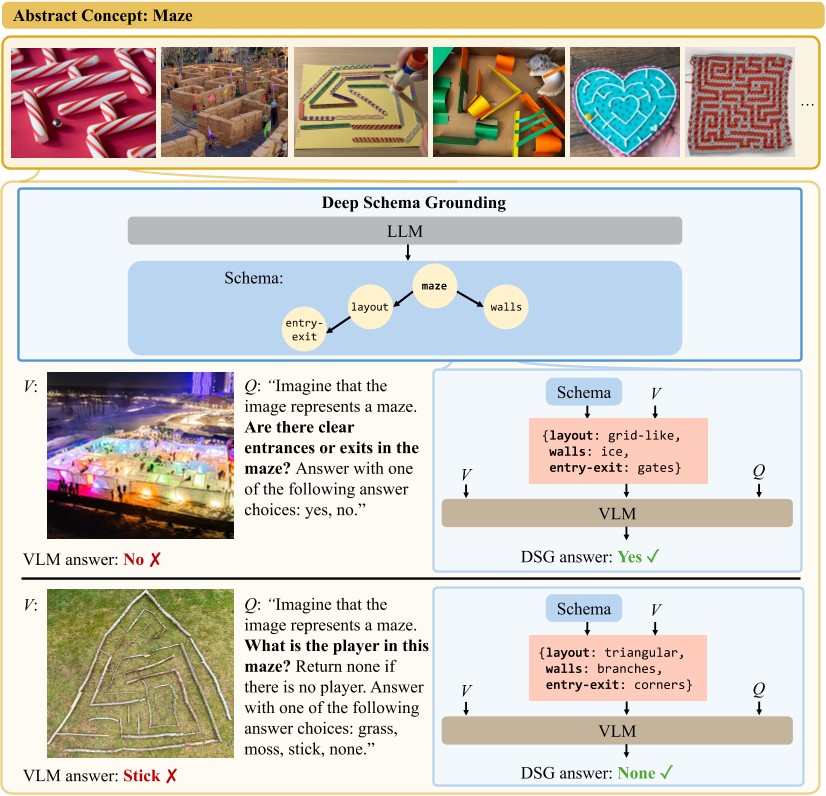 Abstract Concept: Maze
...
Deep Schema Grounding
LLM
Schema:
maze
layout
walls
entry-
exit
V:
Q: “Imagine that the
image represents a maze.
Are there clear
entrances or exits in the
maze? Answer with one
of the following answer
choices: yes, no.”
VLM answer: No ✗
Schema
V
{layout: grid-like,
walls: ice,
entry-exit: gates}
V
Q
VLM
DSG answer: Yes ✓
V:
Q: “Imagine that the
image represents a maze.
What is the player in this
maze? Return none if
there is no player. Answer
with one of the following
answer choices: grass,
moss, stick, none.”
VLM answer: Stick ✗
Schema
V
{layout: triangular,
walls: branches,
entry-exit: corners}
V
Q
VLM
DSG answer: None ✓